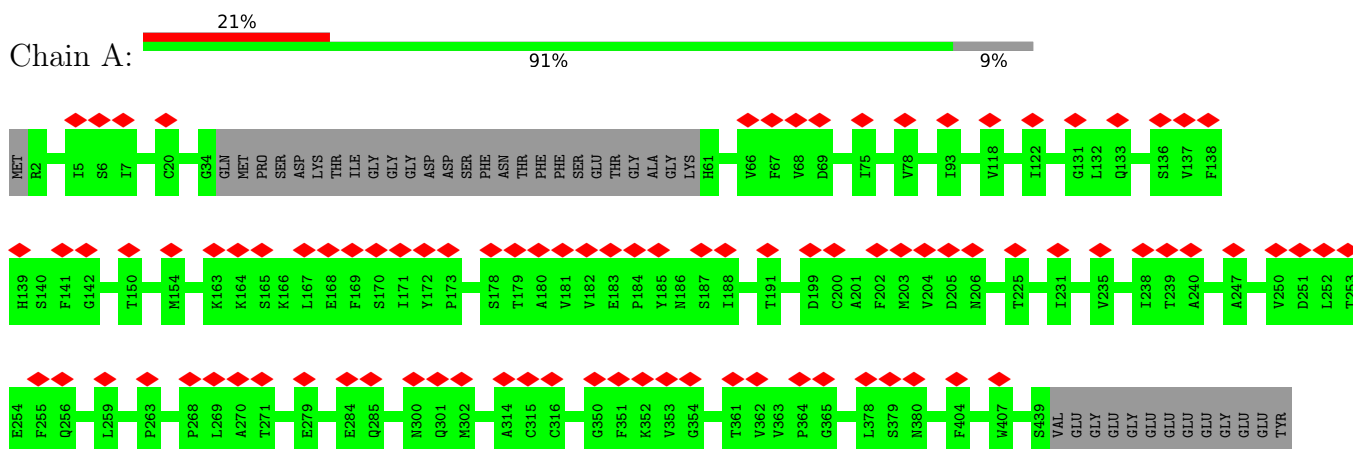 21%
Chain A:
91% 9%
MET R2 I5 S6 I7 C20 G34 GLN MET PRO SER ASP LYS THR ILE GLY GLY GLY ASP ASP SER PHE ASN THR PHE PHE SER GLU THR GLY ALA GLY LYS H61 V66 F67 V68 D69 I75 V78 I93 V118 I122 G131 L132 Q133 S136 V137 F138
H139 S140 F141 G142 T150 M154 K163 K164 S165 K166 L167 E168 F169 S170 I171 Y172 P173 S178 T179 A180 V181 V182 E183 P184 Y185 N186 S187 I188 T191 D199 C200 A201 F202 M203 V204 D205 N206 T225 I231 V235 I238 T239 A240 A247 V250 D251 L252 T253
E254 F255 Q256 L259 P263 P268 L269 A270 T271 E279 E284 Q285 N300 Q301 M302 A314 C315 C316 G350 F351 K352 V353 G354 T361 V362 V363 P364 G365 L378 S379 N380 F404 W407 S439 VAL GLU GLY GLU GLY GLU GLU GLU GLU GLU GLY GLU GLU TYR